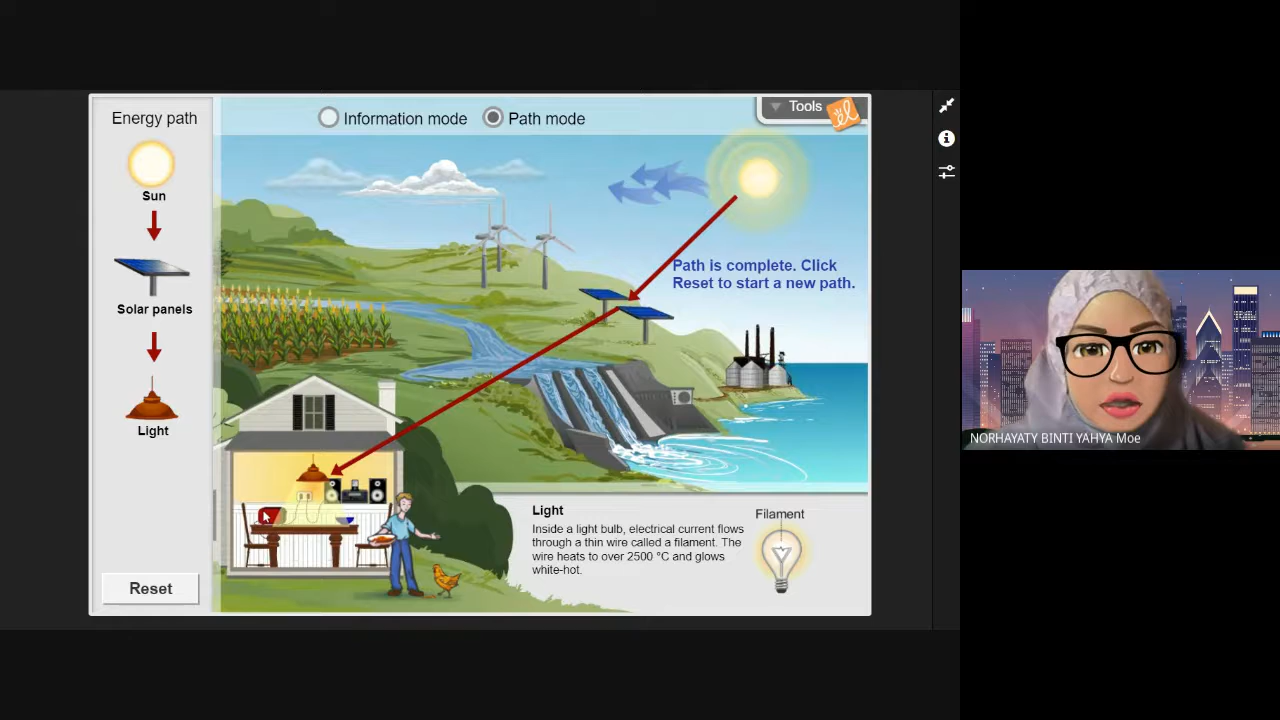 Energy path
Sun
Solar panels
Light
Reset
Information mode
Path mode
Tools
Path is complete. Click
Reset to start a new path.
Light
Inside a light bulb, electrical current flows
through a thin wire called a filament. The
wire heats to over 2500 °C and glows
white-hot.
Filament
NORHAYATY BINTI YAHYA Moe